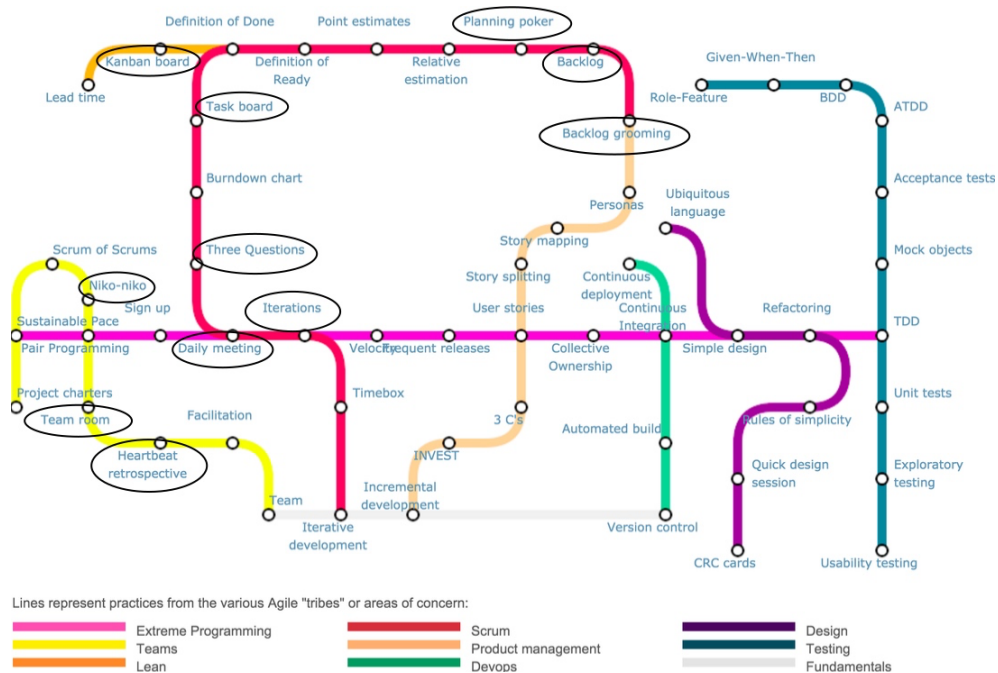 Definition of Done
Point estimates
Planning poker
Kanban board
Definition of
Ready
Relative
estimation
Backlog
Given-When-Then
Lead time
Task board
Role-Feature
BDD
ATDD
Backlog grooming
Burndown chart
Acceptance tests
Personas
Ubiquitous
language
Scrum of Scrums
Three Questions
Story mapping
Mock objects
Niko-niko
Story splitting
Continuous
deployment
Sign up
Iterations
User stories
Continuous
Integration
Refactoring
Sustainable Pace
TDD
Pair Programming
Daily meeting
Velocity
Frequent releases
Collective
Ownership
Simple design
Project charters
Timebox
Unit tests
Team room
Facilitation
3 C's
Rules of simplicity
Automated build
Heartbeat
retrospective
INVEST
Quick design
session
Exploratory
testing
Team
Incremental
development
Iterative
development
Version control
CRC cards
Usability testing
Lines represent practices from the various Agile "tribes" or areas of concern:
Extreme Programming
Scrum
Design
Teams
Product management
Testing
Lean
Devops
Fundamentals